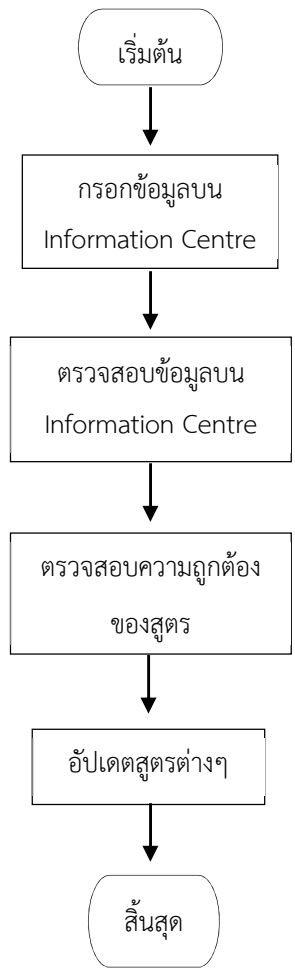 เริ่มต้น
กรอกข้อมูลบน
Information Centre
ตรวจสอบข้อมูลบน
Information Centre
ตรวจสอบความถูกต้อง
ของสูตร
อัปเดตสูตรต่างๆ
สิ้นสุด